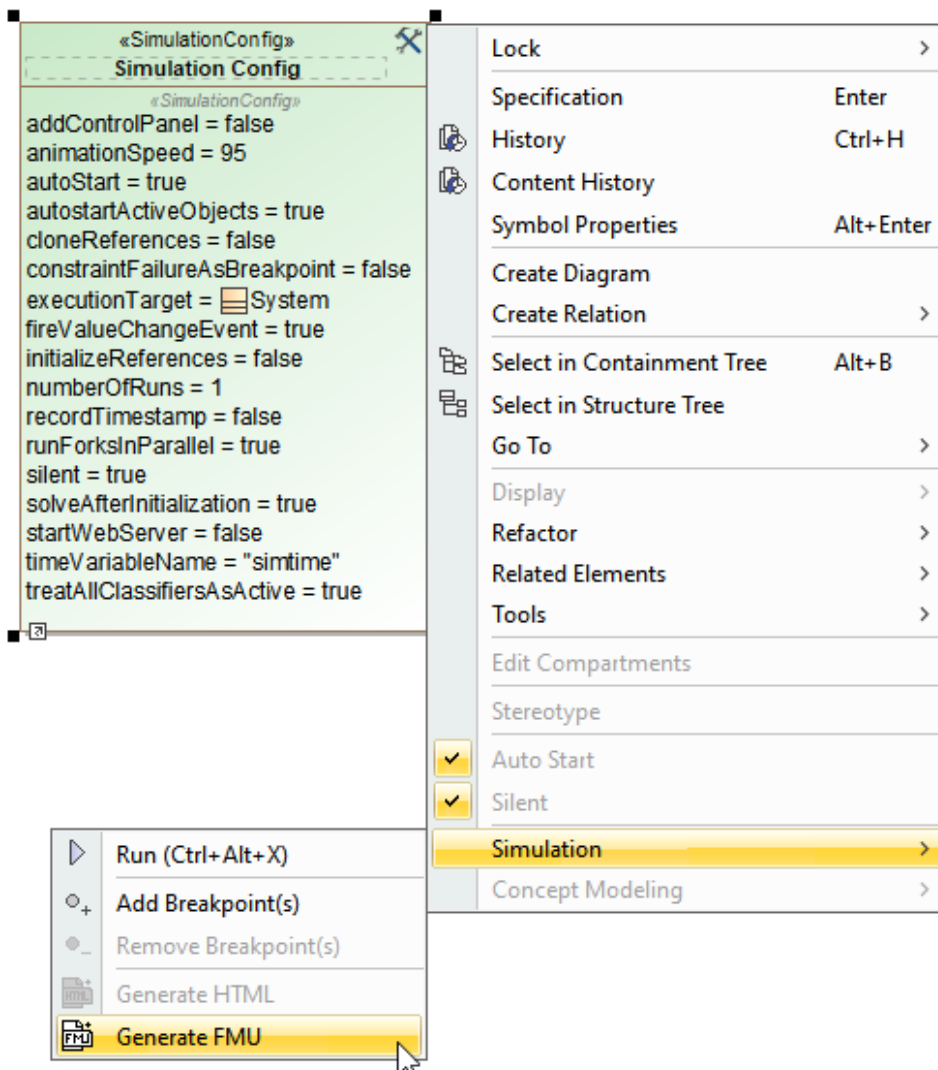 «SimulationConfig»
Simulation Config
«SimulationConfig»
addControlPanel = false
animationSpeed = 95
autoStart = true
autostartActiveObjects = true
cloneReferences = false
constraintFailureAsBreakpoint = false
executionTarget = System
fireValueChangeEvent = true
initializeReferences = false
numberOfRuns = 1
recordTimestamp = false
runForksInParallel = true
silent = true
solveAfterInitialization = true
startWebServer = false
timeVariableName = "simtime"
treatAllClassifiersAsActive = true
Lock
Specification Enter
History Ctrl+H
Content History
Symbol Properties Alt+Enter
Create Diagram
Create Relation
Select in Containment Tree Alt+B
Select in Structure Tree
Go To
Display
Refactor
Related Elements
Tools
Edit Compartments
Stereotype
Auto Start
Silent
Simulation
Concept Modeling
Run (Ctrl+Alt+X)
Add Breakpoint(s)
Remove Breakpoint(s)
HTML Generate HTML
FMU Generate FMU